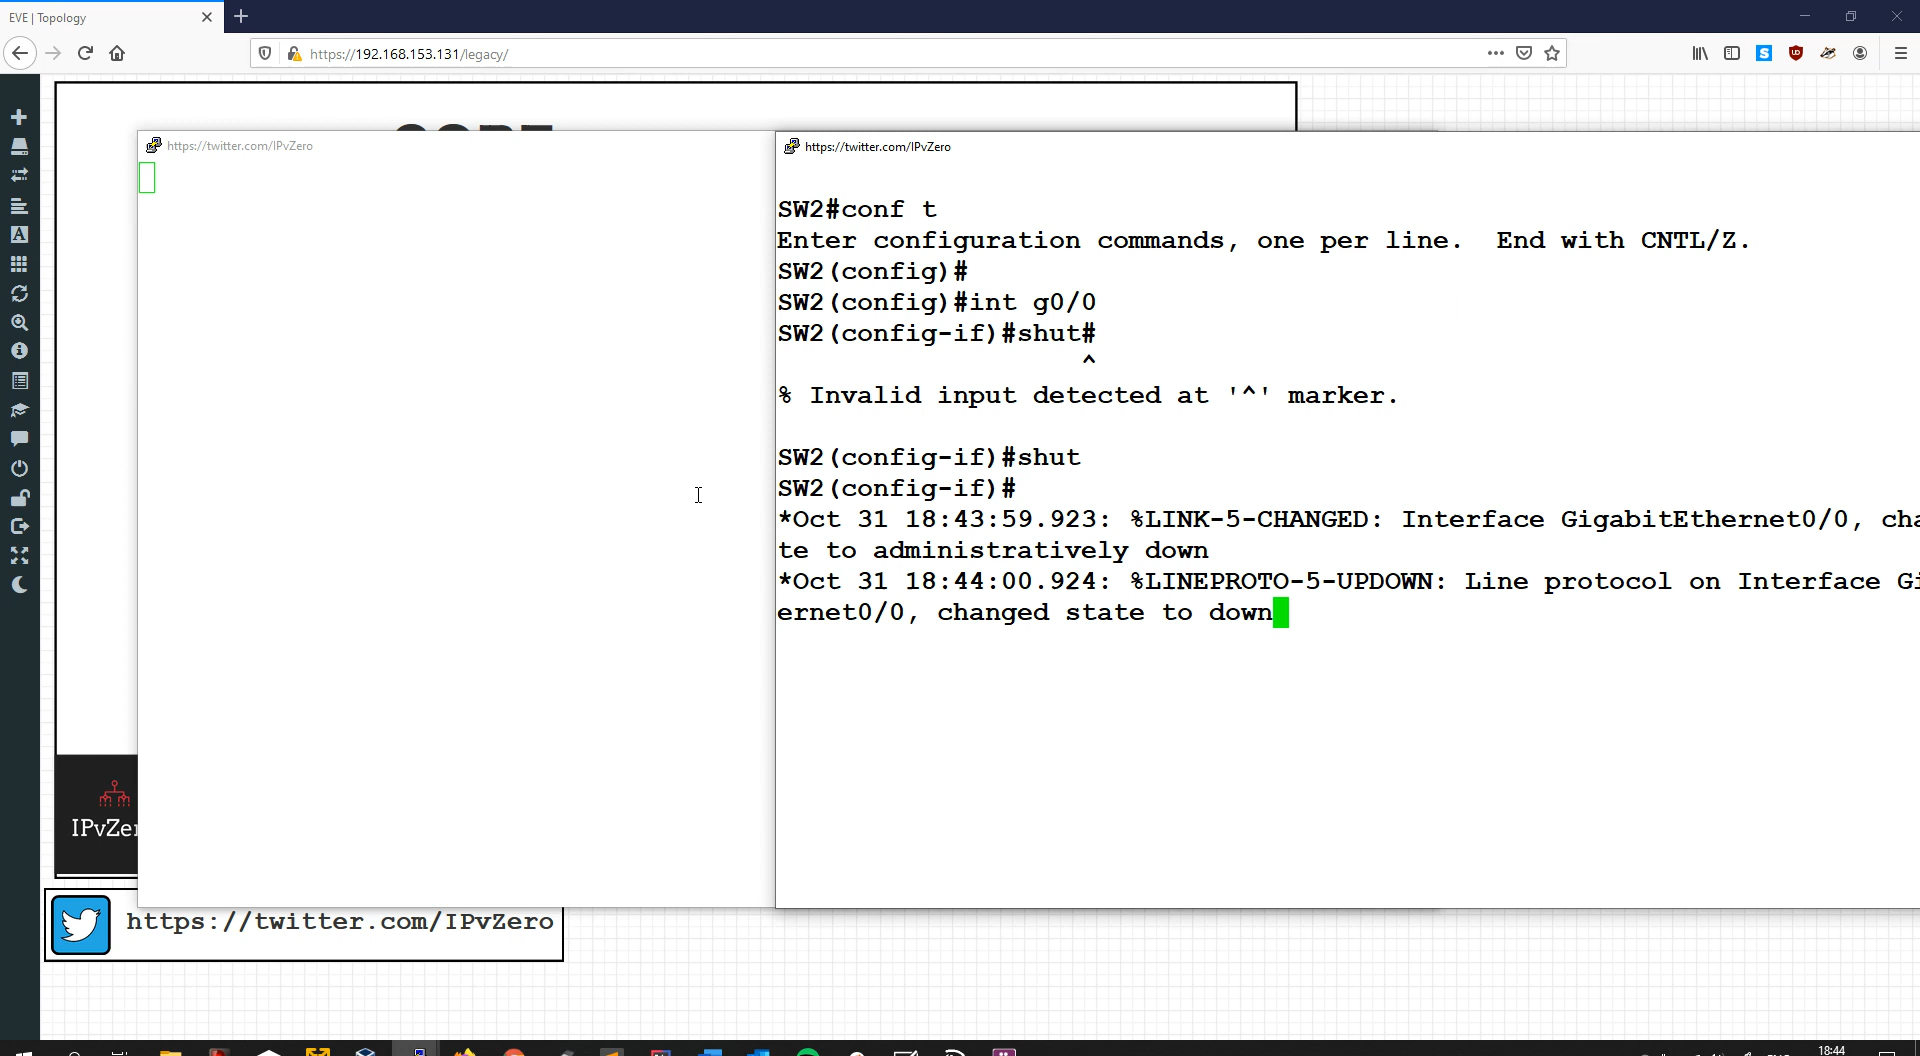 EVE | Topology
https://192.168.153.131/legacy/
https://twitter.com/IPvZero
https://twitter.com/IPvZero
SW2#conf t
Enter configuration commands, one per line.  End with CNTL/Z.
SW2(config)#
SW2(config)#int g0/0
SW2(config-if)#shut#
^
% Invalid input detected at '^' marker.
SW2(config-if)#shut
SW2(config-if)#
*Oct 31 18:43:59.923: %LINK-5-CHANGED: Interface GigabitEthernet0/0, cha
te to administratively down
*Oct 31 18:44:00.924: %LINEPROTO-5-UPDOWN: Line protocol on Interface Gi
ernet0/0, changed state to down
IPvZer
https://twitter.com/IPvZero
18:44